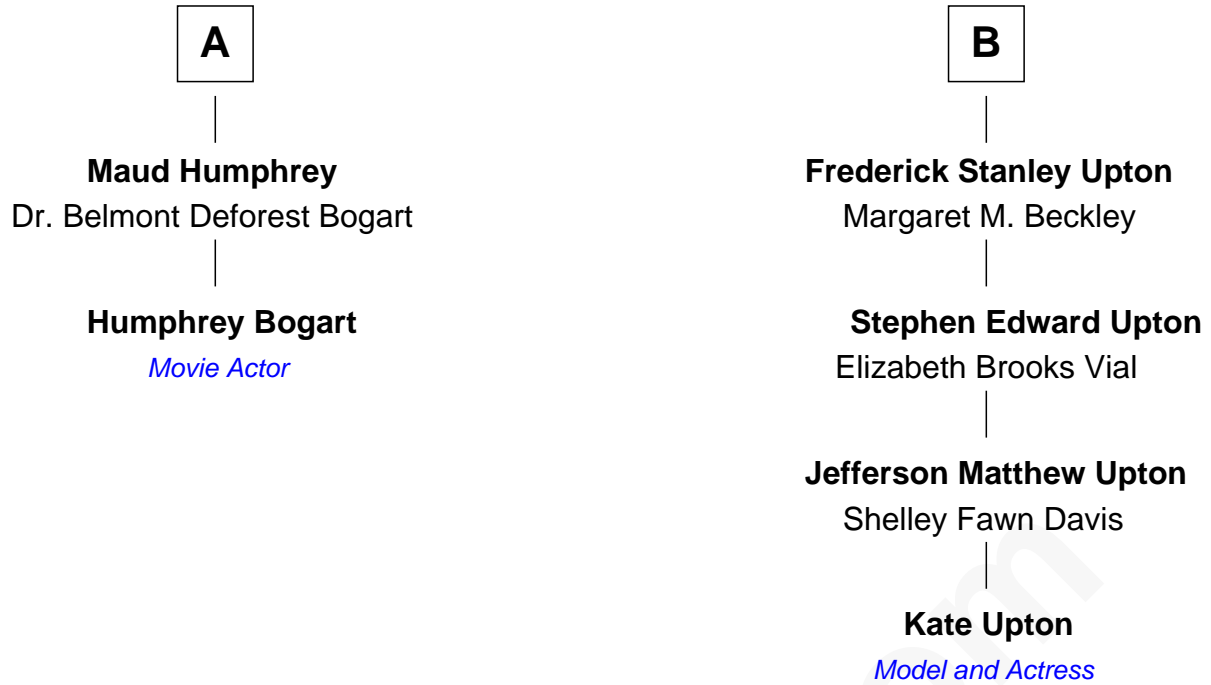 A
Maud Humphrey
Dr. Belmont Deforest Bogart
Humphrey Bogart
Movie Actor
B
Frederick Stanley Upton
Margaret M. Beckley
Stephen Edward Upton
Elizabeth Brooks Vial
Jefferson Matthew Upton
Shelley Fawn Davis
Kate Upton
Model and Actress